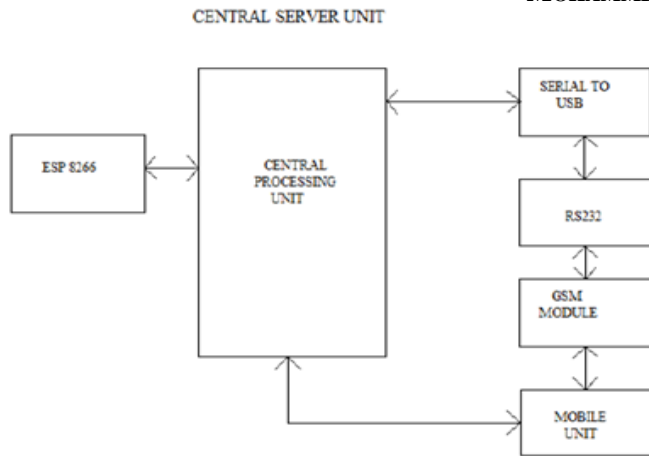 CENTRAL SERVER UNIT
SERIAL TO
USB
ESP 8266
CENTRAL
PROCESSING
UNIT
RS232
GSM
MODULE
MOBILE
UNIT